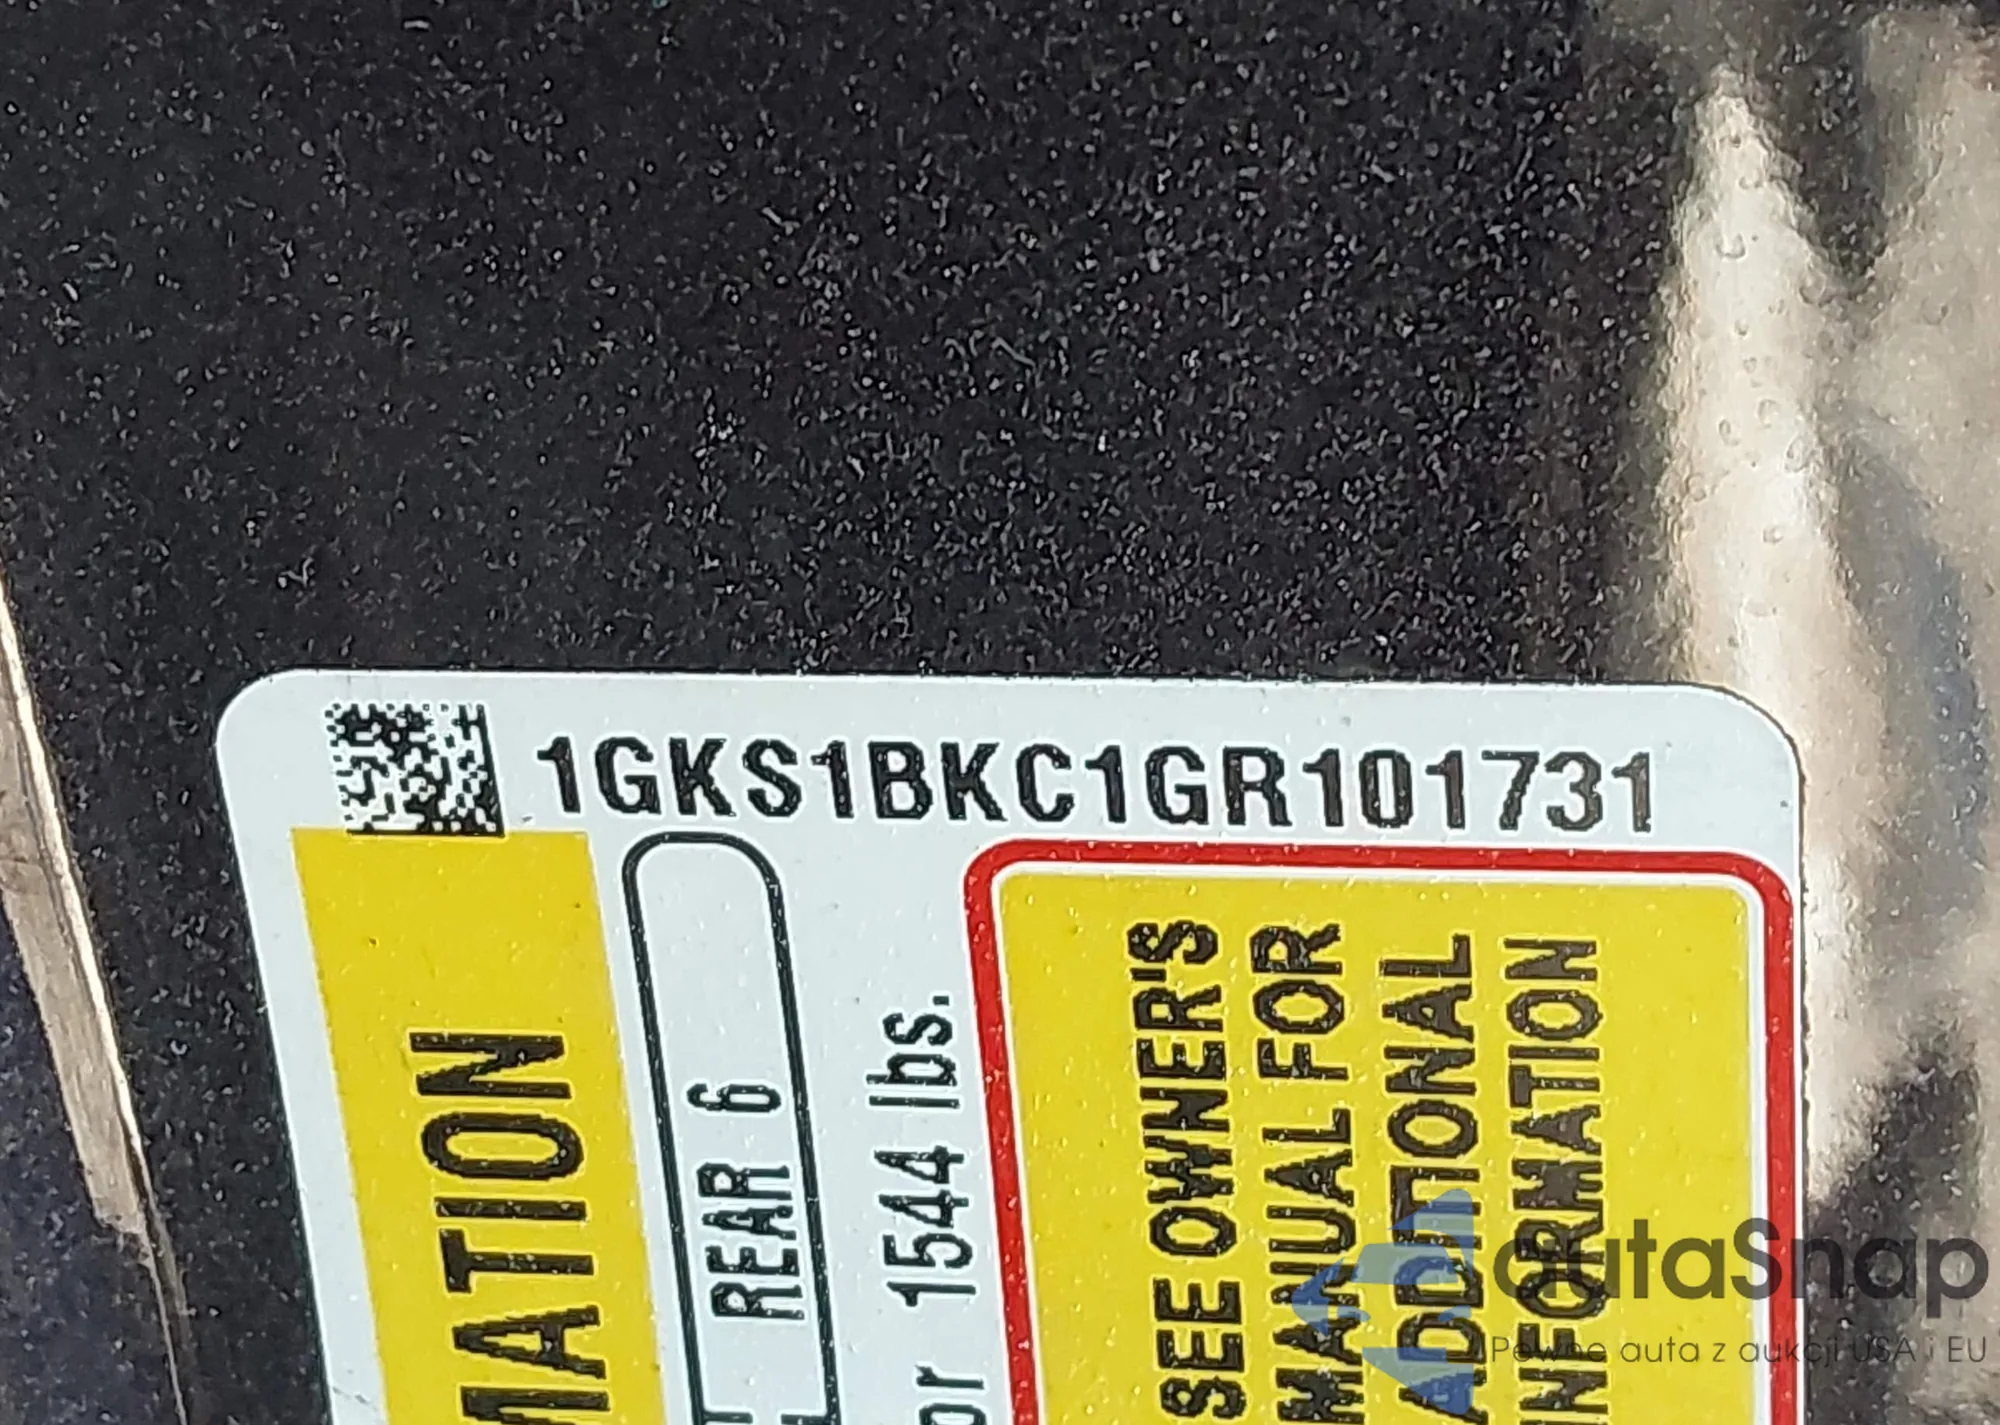 1GKS1BKC1GR101731
MATION
REAR 6
or 1544 lbs.
SEE OWNER'S
MANUAL FOR
ADDITIONAL
INFORMATION
autaSnap
Pewne auta z aukcji USA i EU